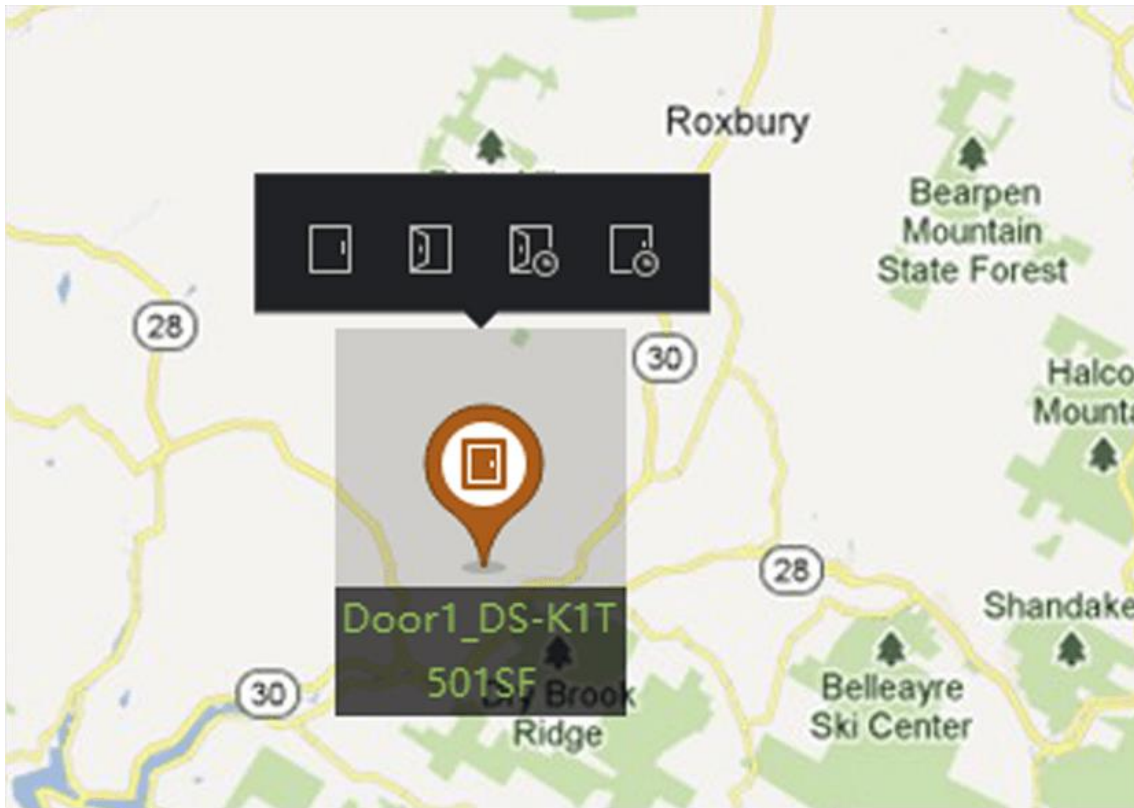 Roxbury
Bearpen
Mountain
State Forest
28
30
Halco
Mounta
28
Door1_DS-K1T
501SF
Shandake
30
Dry Brook
Ridge
Belleayre
Ski Center